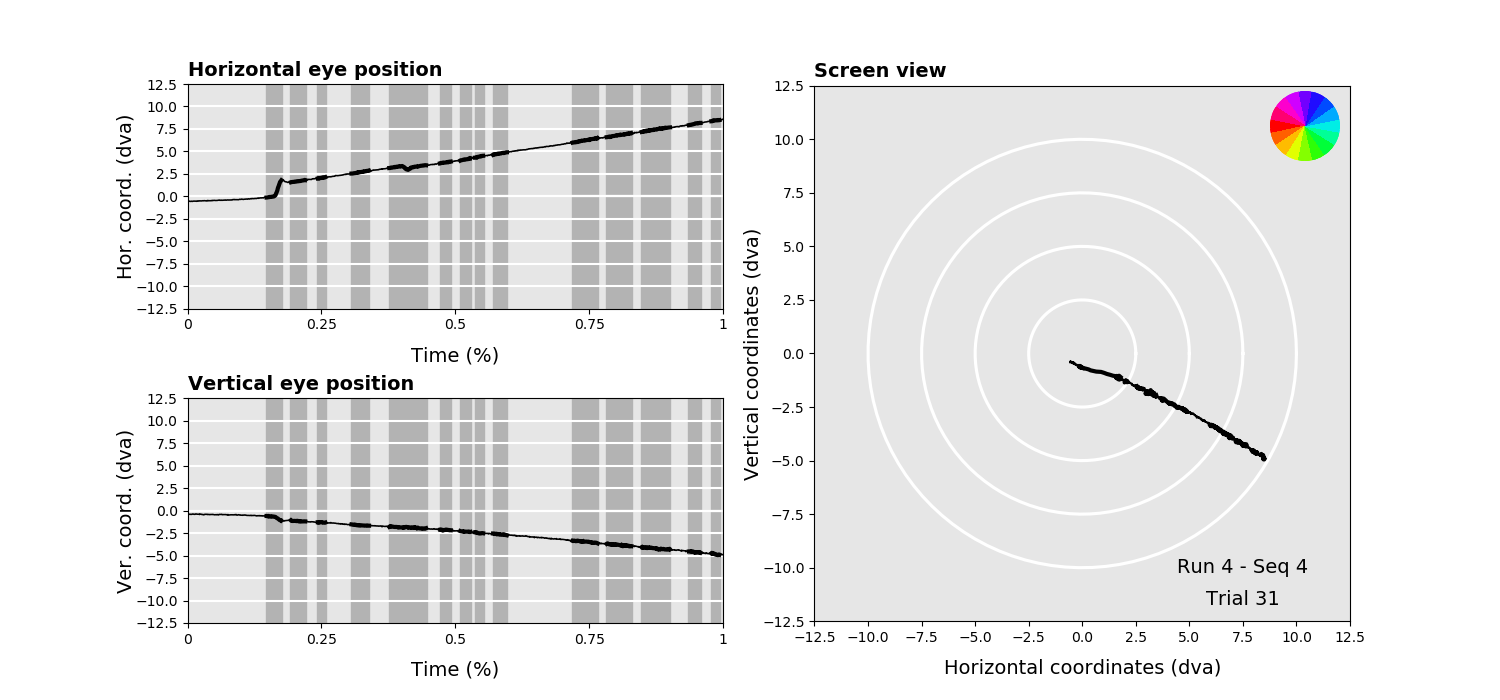 Horizontal eye position
Hor. coord. (dva)
12.5
10.0
7.5
5.0
2.5
0.0
−2.5
−5.0
−7.5
−10.0
−12.5
0 0.25 0.5 0.75 1
Time (%)
Vertical eye position
Ver. coord. (dva)
12.5
10.0
7.5
5.0
2.5
0.0
−2.5
−5.0
−7.5
−10.0
−12.5
0 0.25 0.5 0.75 1
Time (%)
Screen view
Vertical coordinates (dva)
12.5
10.0
7.5
5.0
2.5
0.0
−2.5
−5.0
−7.5
−10.0
−12.5
Run 4 - Seq 4
Trial 31
−12.5 −10.0 −7.5 −5.0 −2.5 0.0 2.5 5.0 7.5 10.0 12.5
Horizontal coordinates (dva)